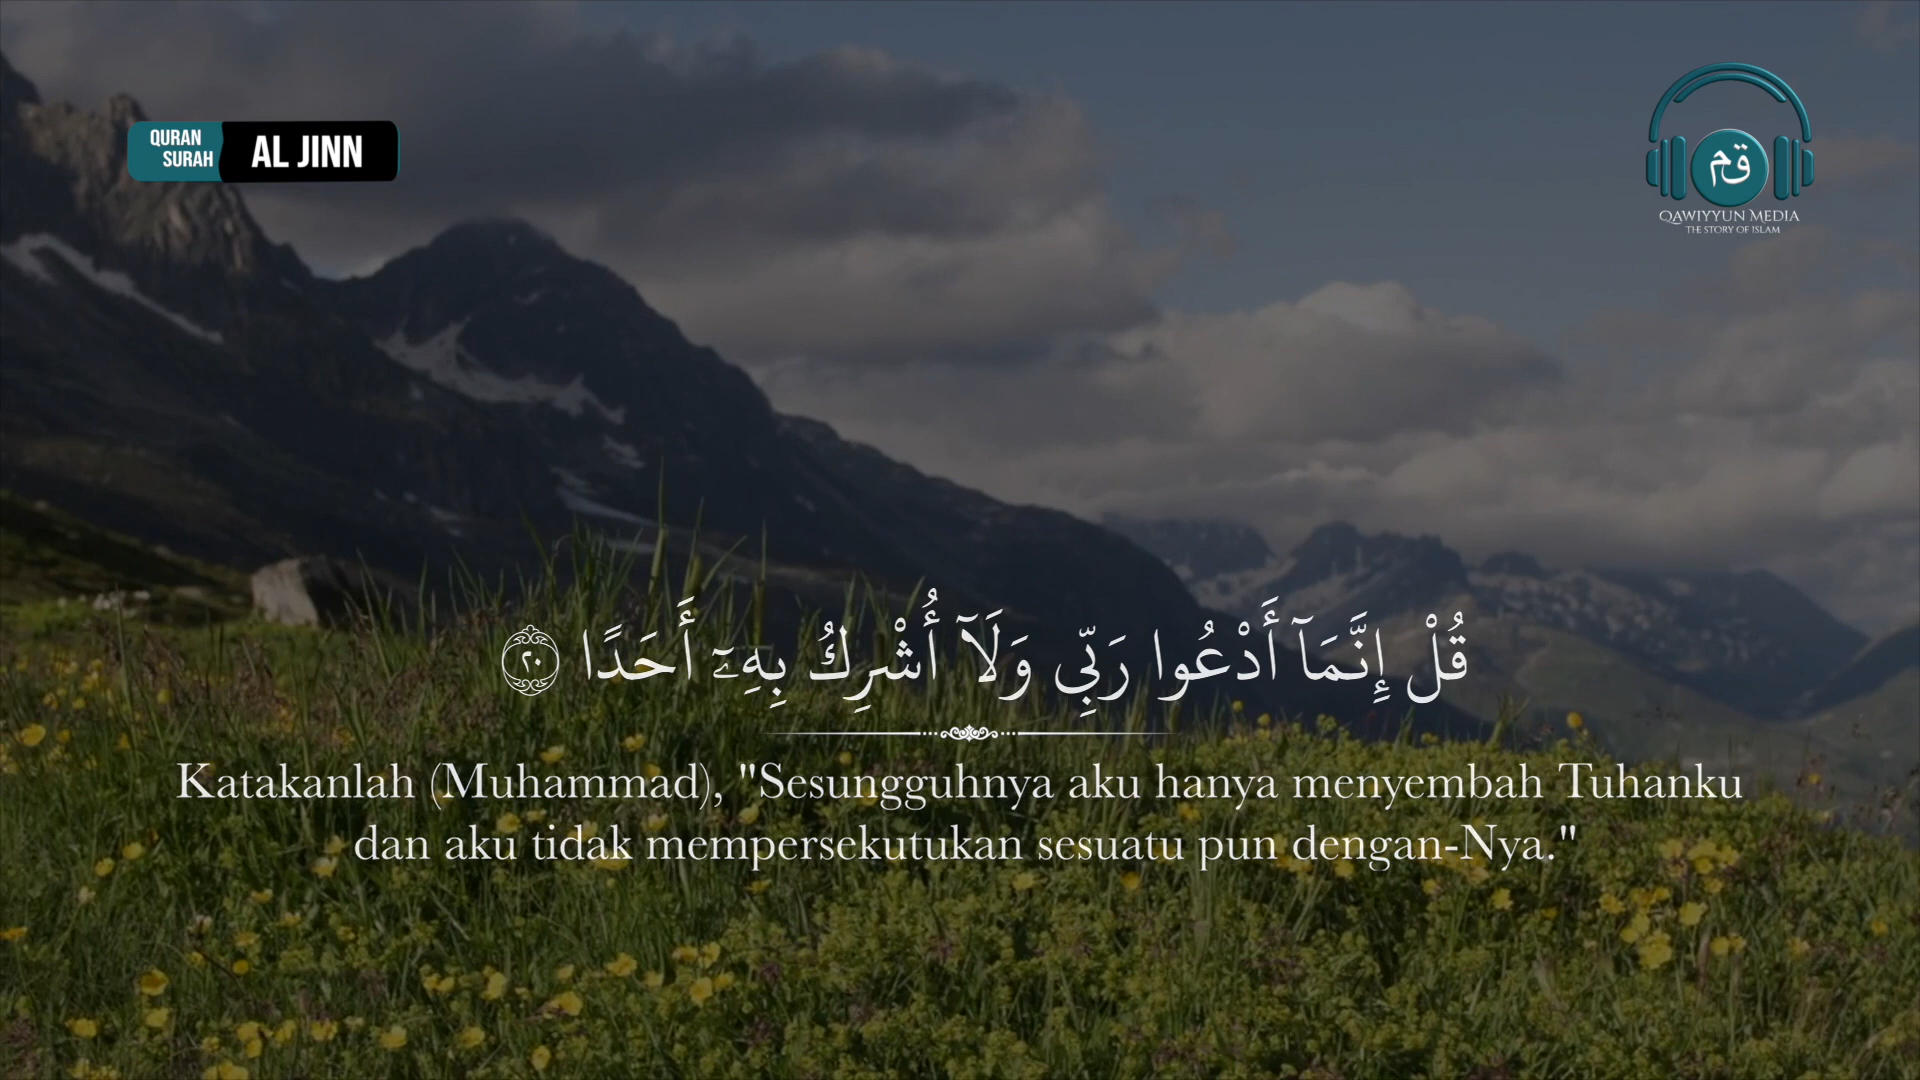 QURAN
SURAH
AL JINN
قم
QAWIYYUN MEDIA
THE STORY OF ISLAM
قُلْ إِنَّمَآ أَدْعُوا رَبِّي وَلَآ أُشْرِكُ بِهِۦٓ أَحَدًا ۝٢٠
Katakanlah (Muhammad), "Sesungguhnya aku hanya menyembah Tuhanku
dan aku tidak mempersekutukan sesuatu pun dengan-Nya."